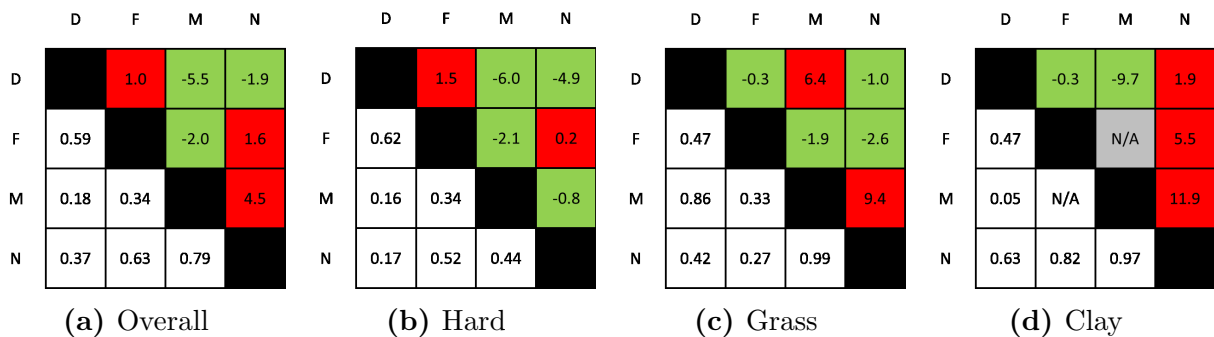 D F M N D F M N D F M N D F M N
D 1.0 -5.5 -1.9 D 1.5 -6.0 -4.9 D -0.3 6.4 -1.0 D -0.3 -9.7 1.9
F 0.59 -2.0 1.6 F 0.62 -2.1 0.2 F 0.47 -1.9 -2.6 F 0.47 N/A 5.5
M 0.18 0.34 4.5 M 0.16 0.34 -0.8 M 0.86 0.33 9.4 M 0.05 N/A 11.9
N 0.37 0.63 0.79 N 0.17 0.52 0.44 N 0.42 0.27 0.99 N 0.63 0.82 0.97
(a) Overall (b) Hard (c) Grass (d) Clay